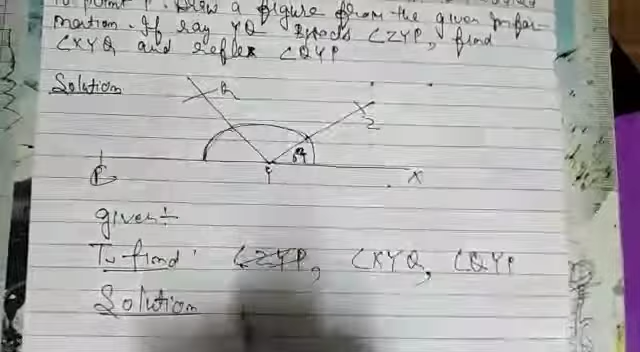 To point P. Draw a figure from the given infor
mation. If ray YQ bisects ∠ZYP, find
∠XYQ and reflex ∠QYP
Solution
Z
64
P
Y
X
given :-
To find : ∠ZYP, ∠XYQ, ∠QYP
Solution